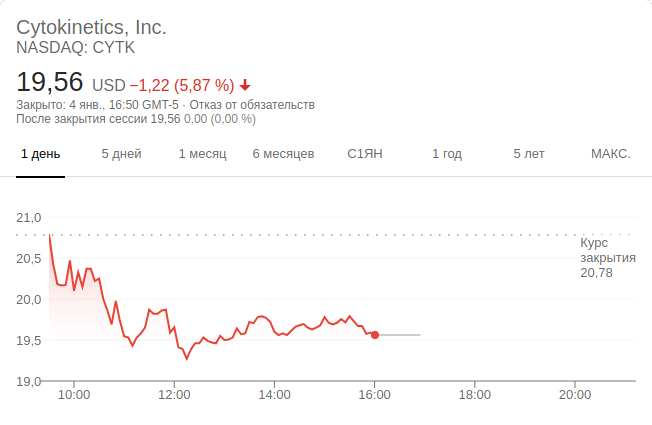 Cytokinetics, Inc.
NASDAQ: CYTK
19,56 USD −1,22 (5,87 %)
Закрыто: 4 янв., 16:50 GMT-5 · Отказ от обязательств
После закрытия сессии 19,56 0,00 (0,00 %)
1 день 5 дней 1 месяц 6 месяцев С1ЯН 1 год 5 лет МАКС.
21,0
Курс
закрытия
20,78
20,5
20,0
19,5
19,0
10:00 12:00 14:00 16:00 18:00 20:00